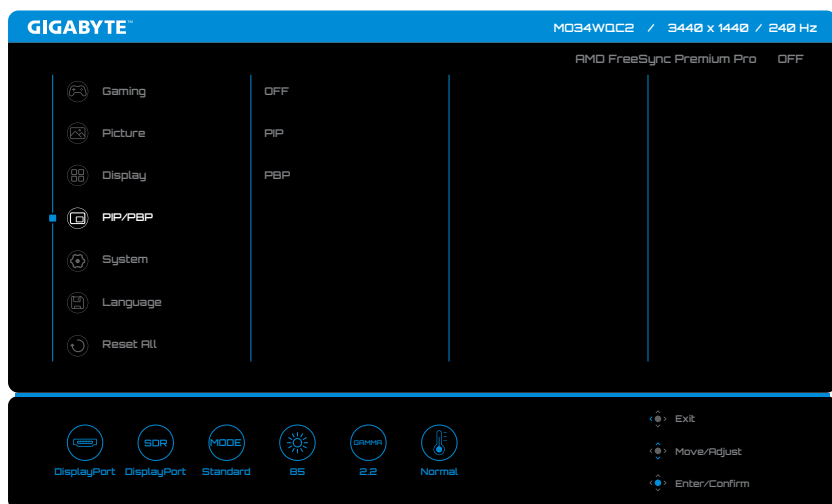 GIGABYTE™ MO34WQC2 / 3440 x 1440 / 240 Hz
AMD FreeSync Premium Pro OFF
Gaming OFF
Picture PIP
Display PBP
PIP/PBP
System
Language
Reset All
SDR MODE GAMMA
DisplayPort DisplayPort Standard 85 2.2 Normal
Exit
Move/Adjust
Enter/Confirm